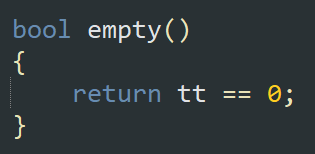 bool empty()
{
    return tt == 0;
}